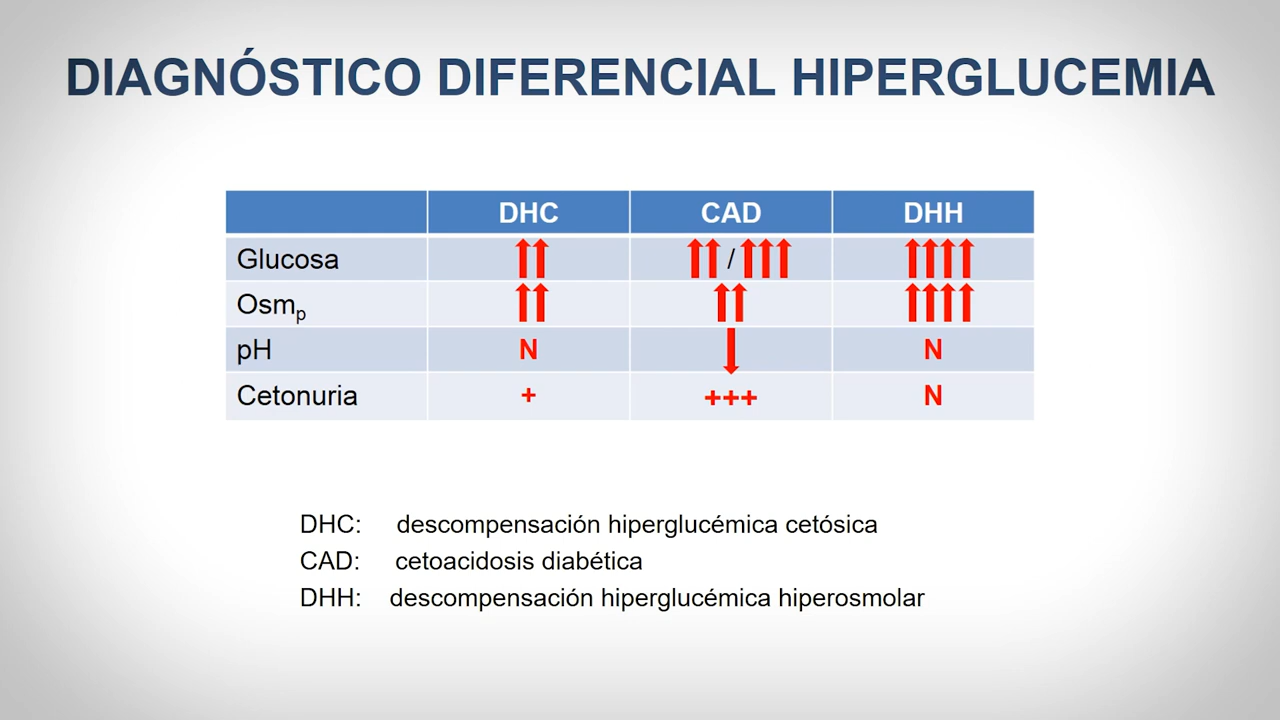 DIAGNÓSTICO DIFERENCIAL HIPERGLUCEMIA
DHC CAD DHH
Glucosa ↑↑ ↑↑ / ↑↑↑ ↑↑↑↑
Osmp ↑↑ ↑↑ ↑↑↑↑
pH N ↓ N
Cetonuria + +++ N
DHC: descompensación hiperglucémica cetósica
CAD: cetoacidosis diabética
DHH: descompensación hiperglucémica hiperosmolar